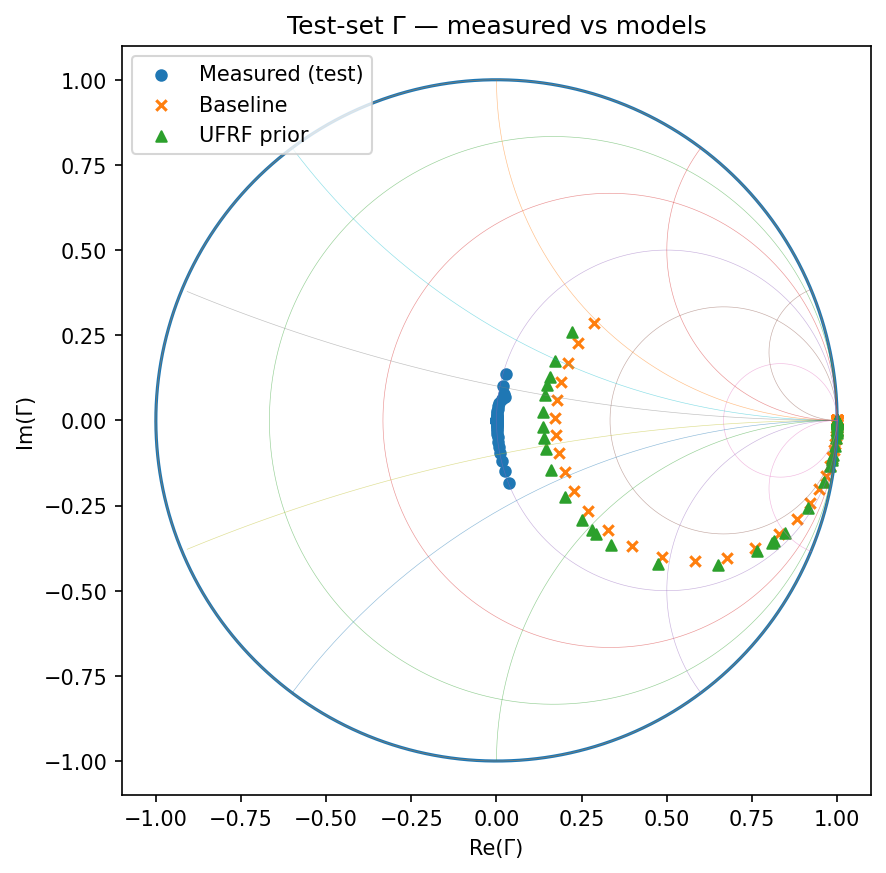 Test-set Γ — measured vs models
Measured (test)
Baseline
UFRF prior
1.00
0.75
0.50
0.25
0.00
−0.25
−0.50
−0.75
−1.00
Im(Γ)
−1.00 −0.75 −0.50 −0.25 0.00 0.25 0.50 0.75 1.00
Re(Γ)